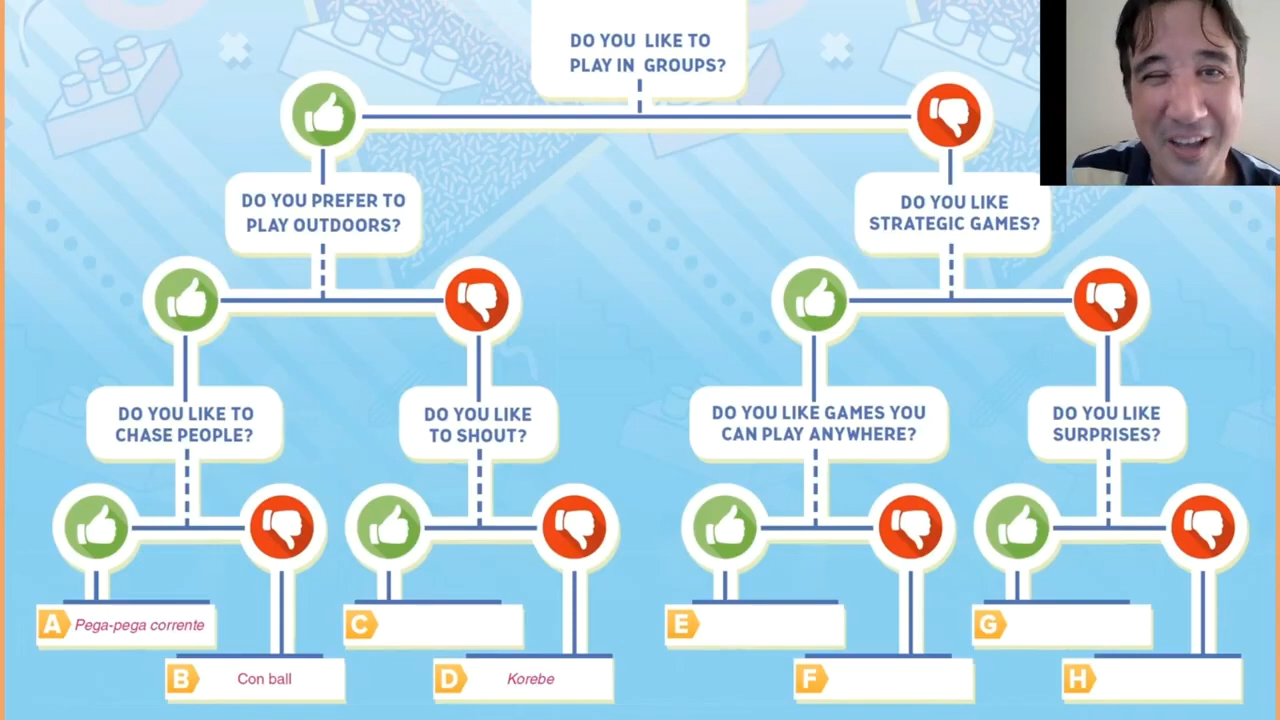 DO YOU LIKE TO
PLAY IN GROUPS?
DO YOU PREFER TO
PLAY OUTDOORS?
DO YOU LIKE
STRATEGIC GAMES?
DO YOU LIKE TO
CHASE PEOPLE?
DO YOU LIKE
TO SHOUT?
DO YOU LIKE GAMES YOU
CAN PLAY ANYWHERE?
DO YOU LIKE
SURPRISES?
A Pega-pega corrente
C
E
G
B Con ball
D Korebe
F
H